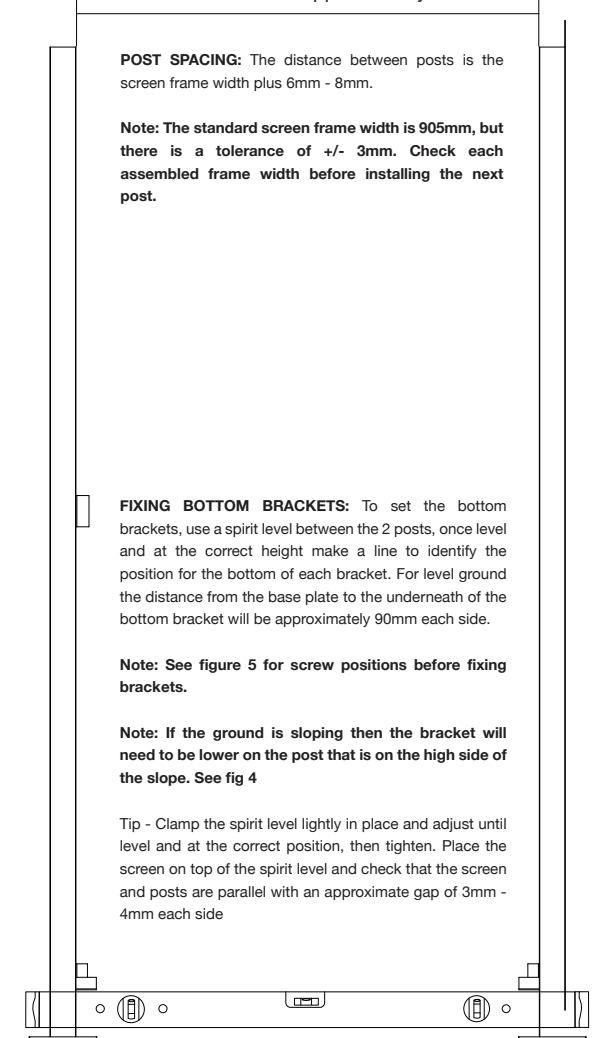 POST SPACING: The distance between posts is the
screen frame width plus 6mm - 8mm.
Note: The standard screen frame width is 905mm, but
there is a tolerance of +/- 3mm. Check each
assembled frame width before installing the next
post.
FIXING BOTTOM BRACKETS: To set the bottom
brackets, use a spirit level between the 2 posts, once level
and at the correct height make a line to identify the
position for the bottom of each bracket. For level ground
the distance from the base plate to the underneath of the
bottom bracket will be approximately 90mm each side.
Note: See figure 5 for screw positions before fixing
brackets.
Note: If the ground is sloping then the bracket will
need to be lower on the post that is on the high side of
the slope. See fig 4
Tip - Clamp the spirit level lightly in place and adjust until
level and at the correct position, then tighten. Place the
screen on top of the spirit level and check that the screen
and posts are parallel with an approximate gap of 3mm -
4mm each side